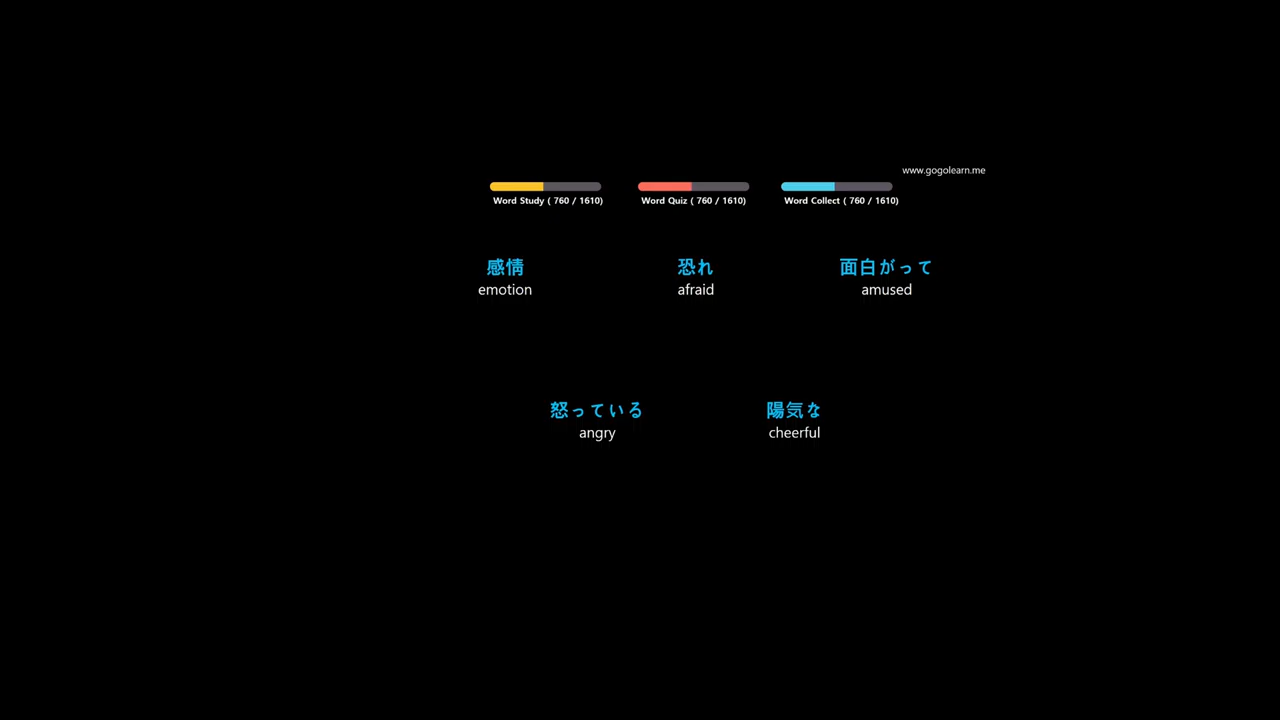 www.gogolearn.me
Word Study ( 760 / 1610)
Word Quiz ( 760 / 1610)
Word Collect ( 760 / 1610)
感情
emotion
恐れ
afraid
面白がって
amused
怒っている
angry
陽気な
cheerful